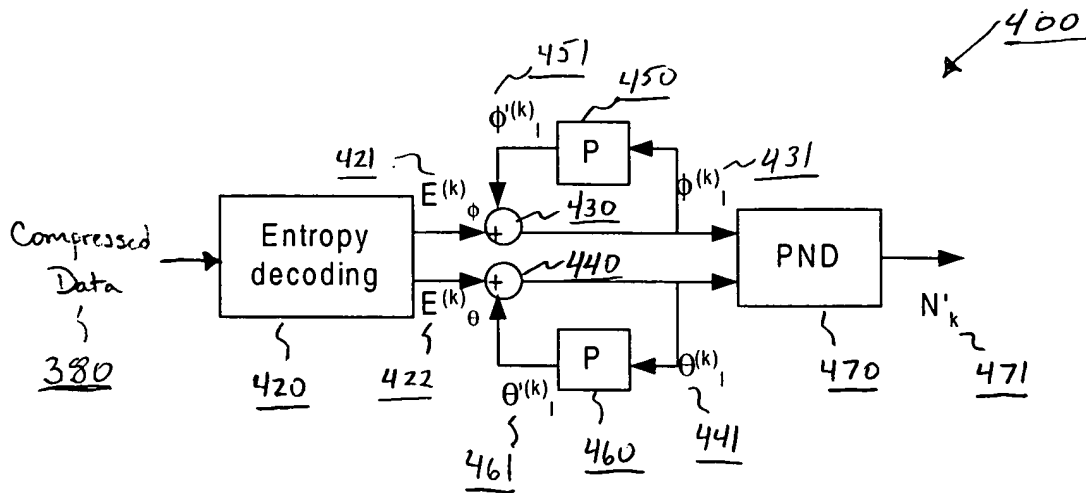 400
451
450
ϕ'(k)l
P
421
E(k)ϕ
ϕ(k)l
431
430
+
Compressed
Data
Entropy
decoding
440
+
E(k)θ
PND
N'k
380
420
422
P
θ'(k)l
θ(k)l
461
460
441
470
471